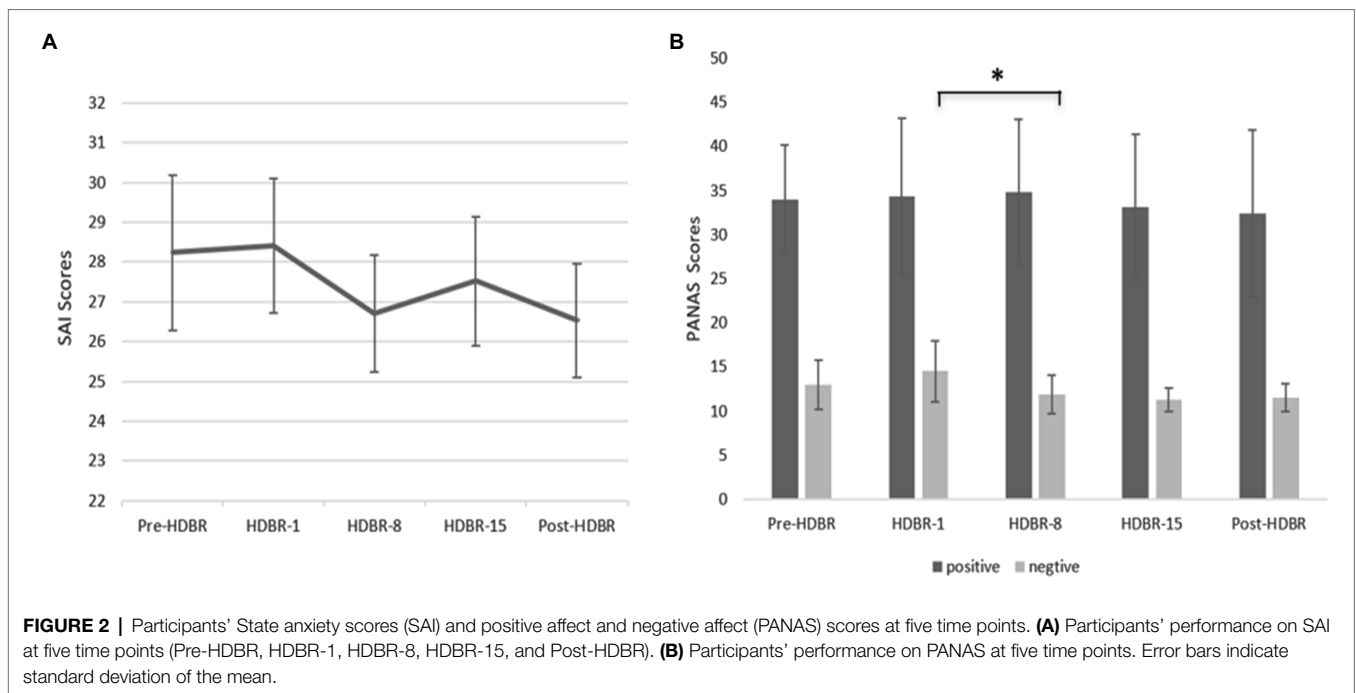 A
32
31
30
29
28
27
26
25
24
23
22
SAI Scores
Pre-HDBR HDBR-1 HDBR-8 HDBR-15 Post-HDBR
B
50
45
40
35
30
25
20
15
10
5
0
PANAS Scores
*
Pre-HDBR HDBR-1 HDBR-8 HDBR-15 Post-HDBR
positive negtive
FIGURE 2 | Participants’ State anxiety scores (SAI) and positive affect and negative affect (PANAS) scores at five time points. (A) Participants’ performance on SAI
at five time points (Pre-HDBR, HDBR-1, HDBR-8, HDBR-15, and Post-HDBR). (B) Participants’ performance on PANAS at five time points. Error bars indicate
standard deviation of the mean.